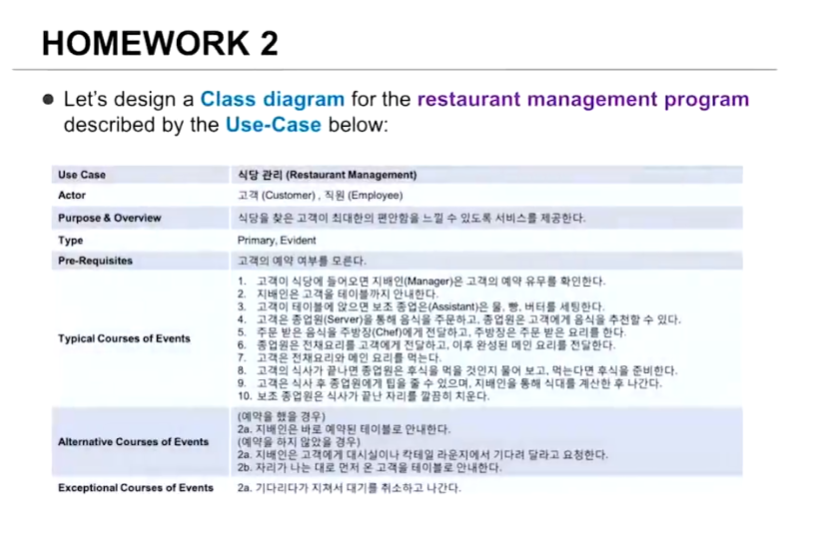 HOMEWORK 2
● Let's design a Class diagram for the restaurant management program
described by the Use-Case below:
Use Case 식당 관리 (Restaurant Management)
Actor 고객 (Customer) , 직원 (Employee)
Purpose & Overview 식당을 찾은 고객이 최대한의 편안함을 느낄 수 있도록 서비스를 제공한다.
Type Primary, Evident
Pre-Requisites 고객의 예약 여부를 모른다.
Typical Courses of Events
1. 고객이 식당에 들어오면 지배인(Manager)은 고객의 예약 유무를 확인한다.
2. 지배인은 고객을 테이블까지 안내한다.
3. 고객이 테이블에 앉으면 보조 종업은(Assistant)은 물, 빵, 버터를 세팅한다.
4. 고객은 종업원(Server)을 통해 음식을 주문하고, 종업원은 고객에게 음식을 추천할 수 있다.
5. 주문 받은 음식을 주방장(Chef)에게 전달하고, 주방장은 주문 받은 요리를 한다.
6. 종업원은 전채요리를 고객에게 전달하고, 이후 완성된 메인 요리를 전달한다.
7. 고객은 전채요리와 메인 요리를 먹는다.
8. 고객의 식사가 끝나면 종업원은 후식을 먹을 것인지 물어 보고, 먹는다면 후식을 준비한다.
9. 고객은 식사 후 종업원에게 팁을 줄 수 있으며, 지배인을 통해 식대를 계산한 후 나간다.
10. 보조 종업원은 식사가 끝난 자리를 깔끔히 치운다.
Alternative Courses of Events
(예약을 했을 경우)
2a. 지배인은 바로 예약된 테이블로 안내한다.
(예약을 하지 않았을 경우)
2a. 지배인은 고객에게 대시실이나 칵테일 라운지에서 기다려 달라고 요청한다.
2b. 자리가 나는 대로 먼저 온 고객을 테이블로 안내한다.
Exceptional Courses of Events 2a. 기다리다가 지쳐서 대기를 취소하고 나간다.